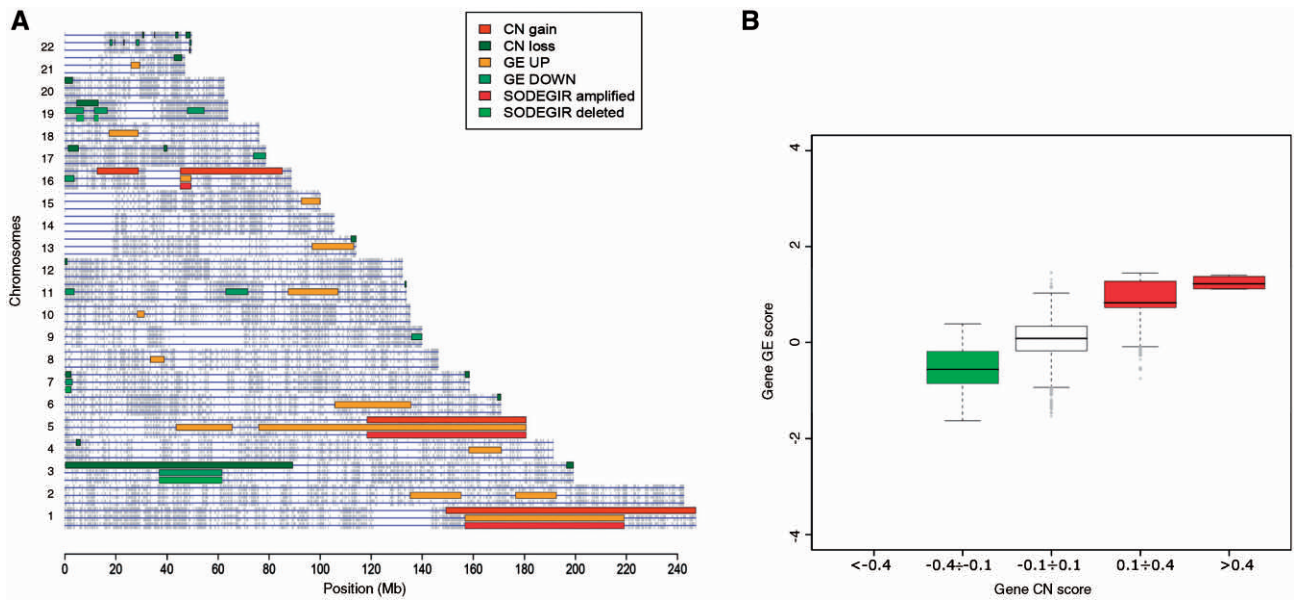 A
CN gain
CN loss
GE UP
GE DOWN
SODEGIR amplified
SODEGIR deleted
Chromosomes
22
21
20
19
18
17
16
15
14
13
12
11
10
9
8
7
6
5
4
3
2
1
0 20 40 60 80 100 120 140 160 180 200 220 240
Position (Mb)
B
Gene GE score
4
2
0
-2
-4
<-0.4 -0.4÷-0.1 -0.1÷0.1 0.1÷0.4 >0.4
Gene CN score